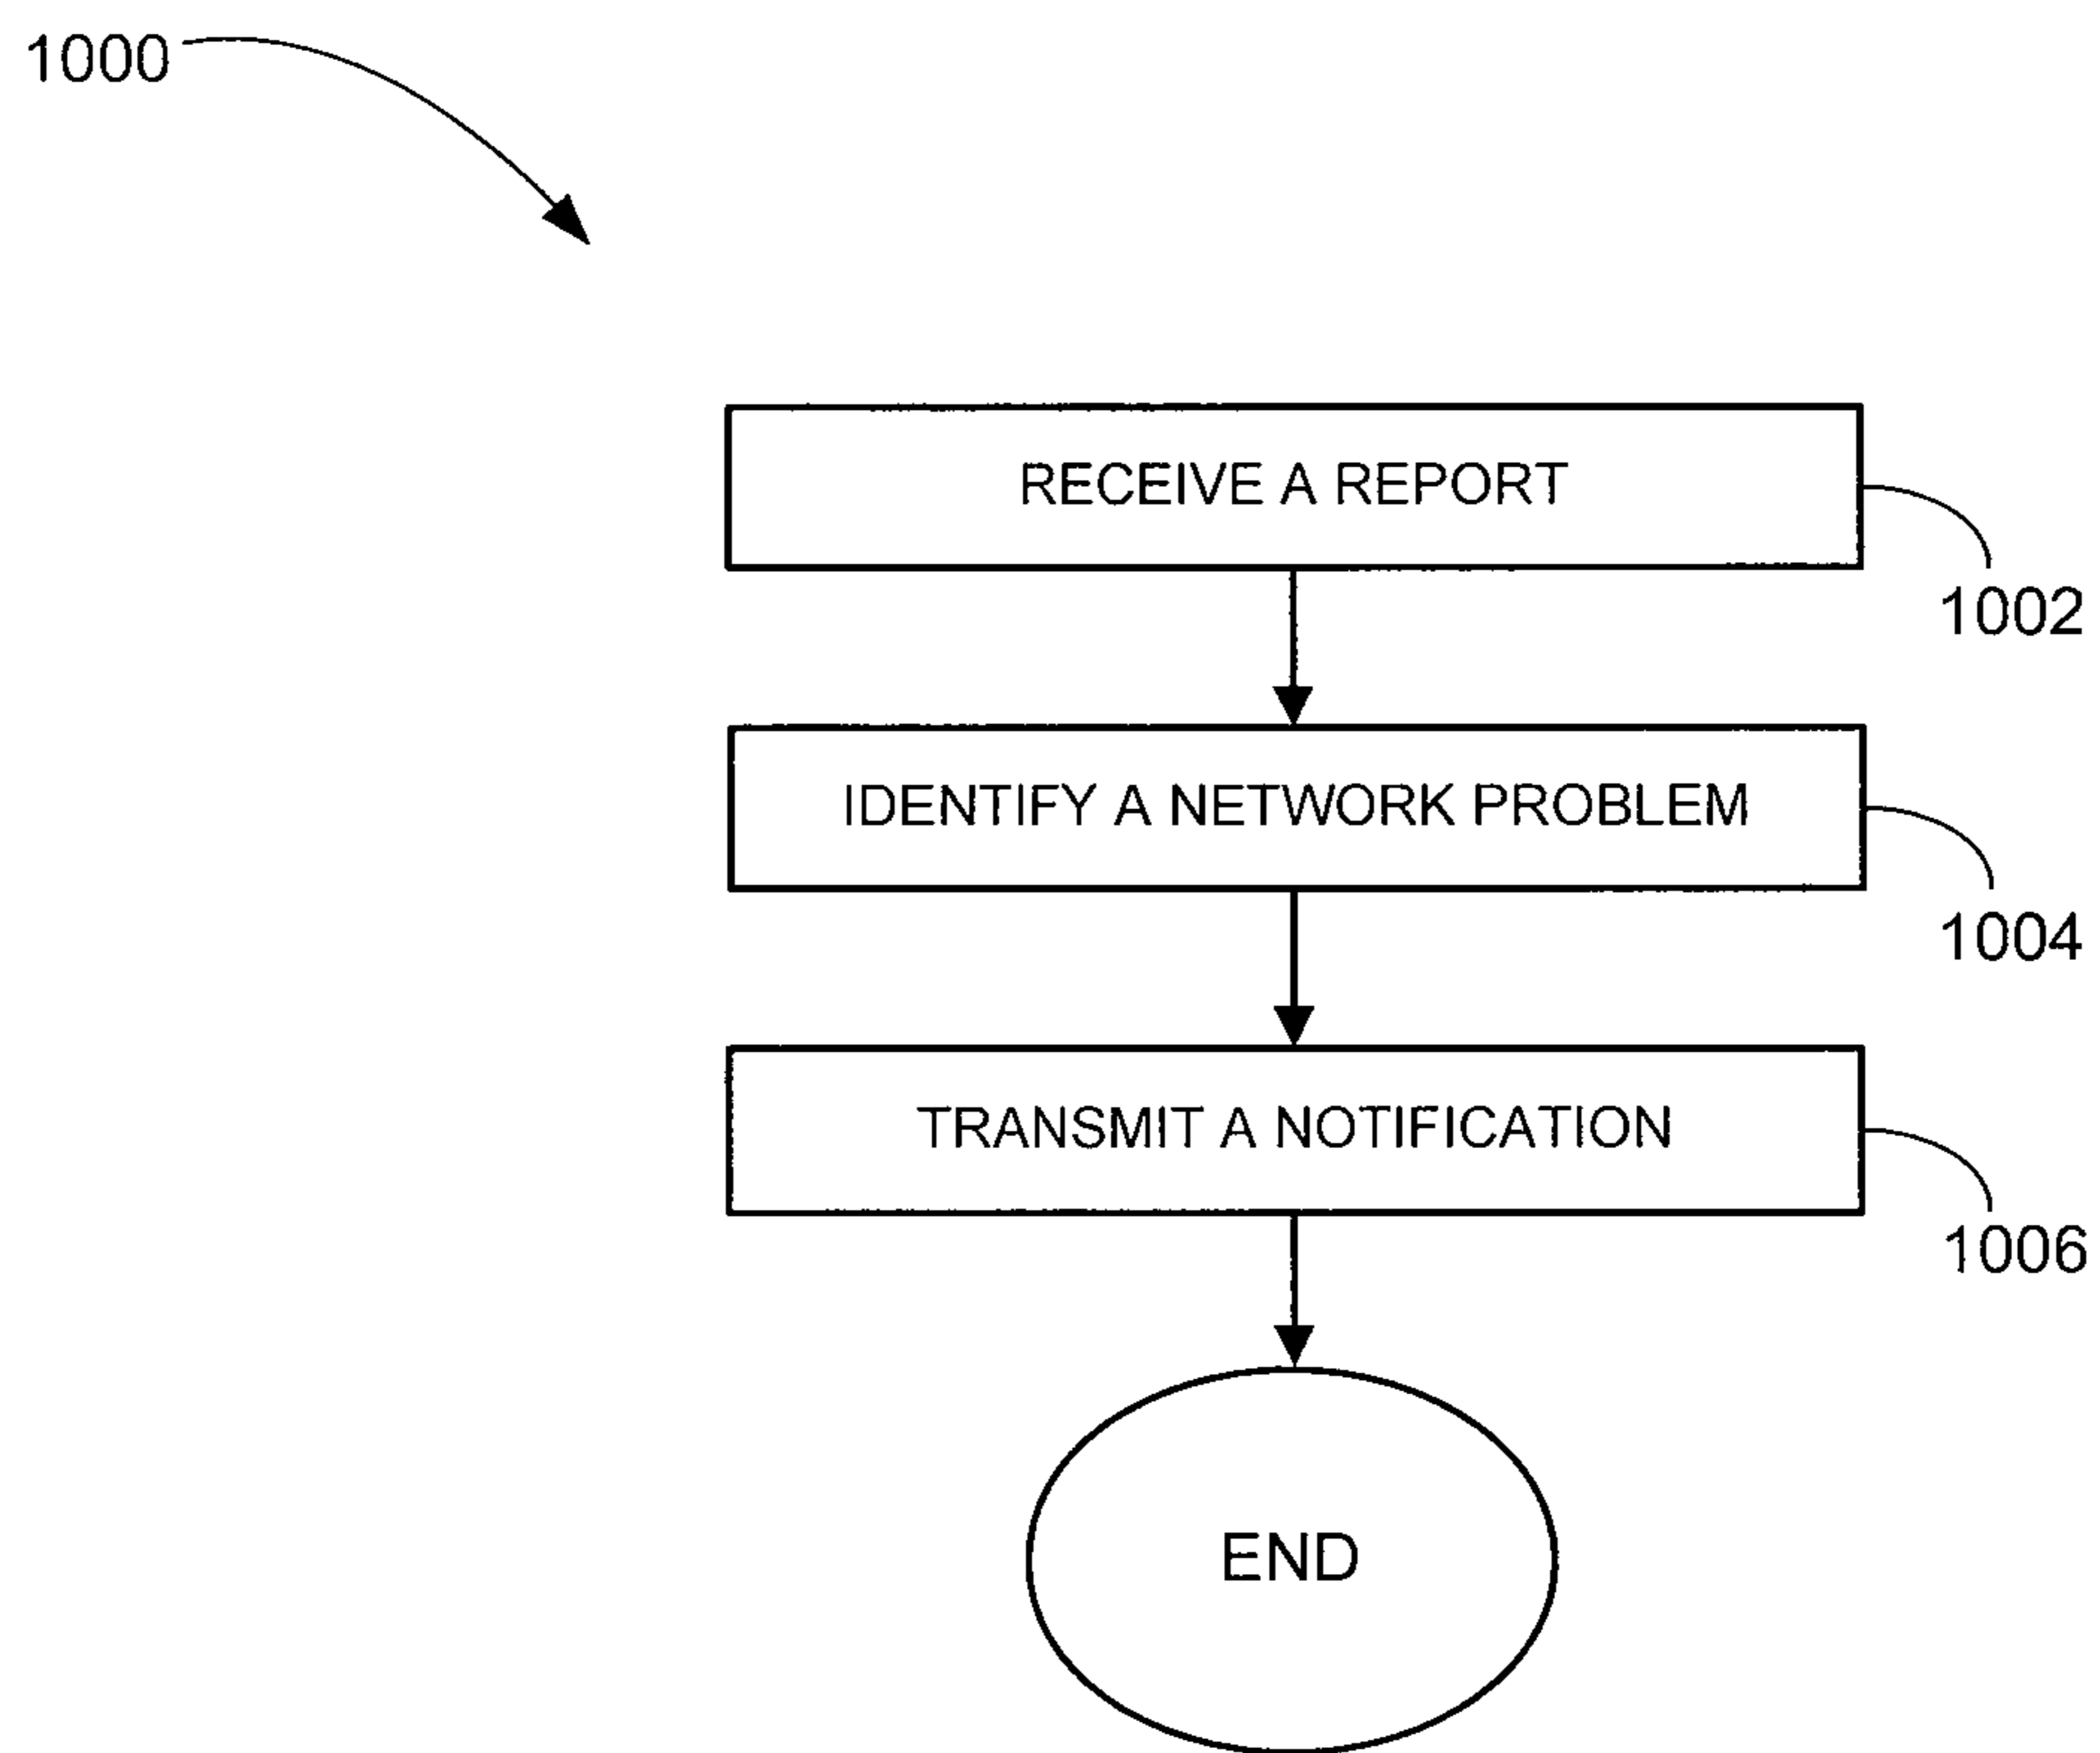 1000
RECEIVE A REPORT
1002
IDENTIFY A NETWORK PROBLEM
1004
TRANSMIT A NOTIFICATION
1006
END